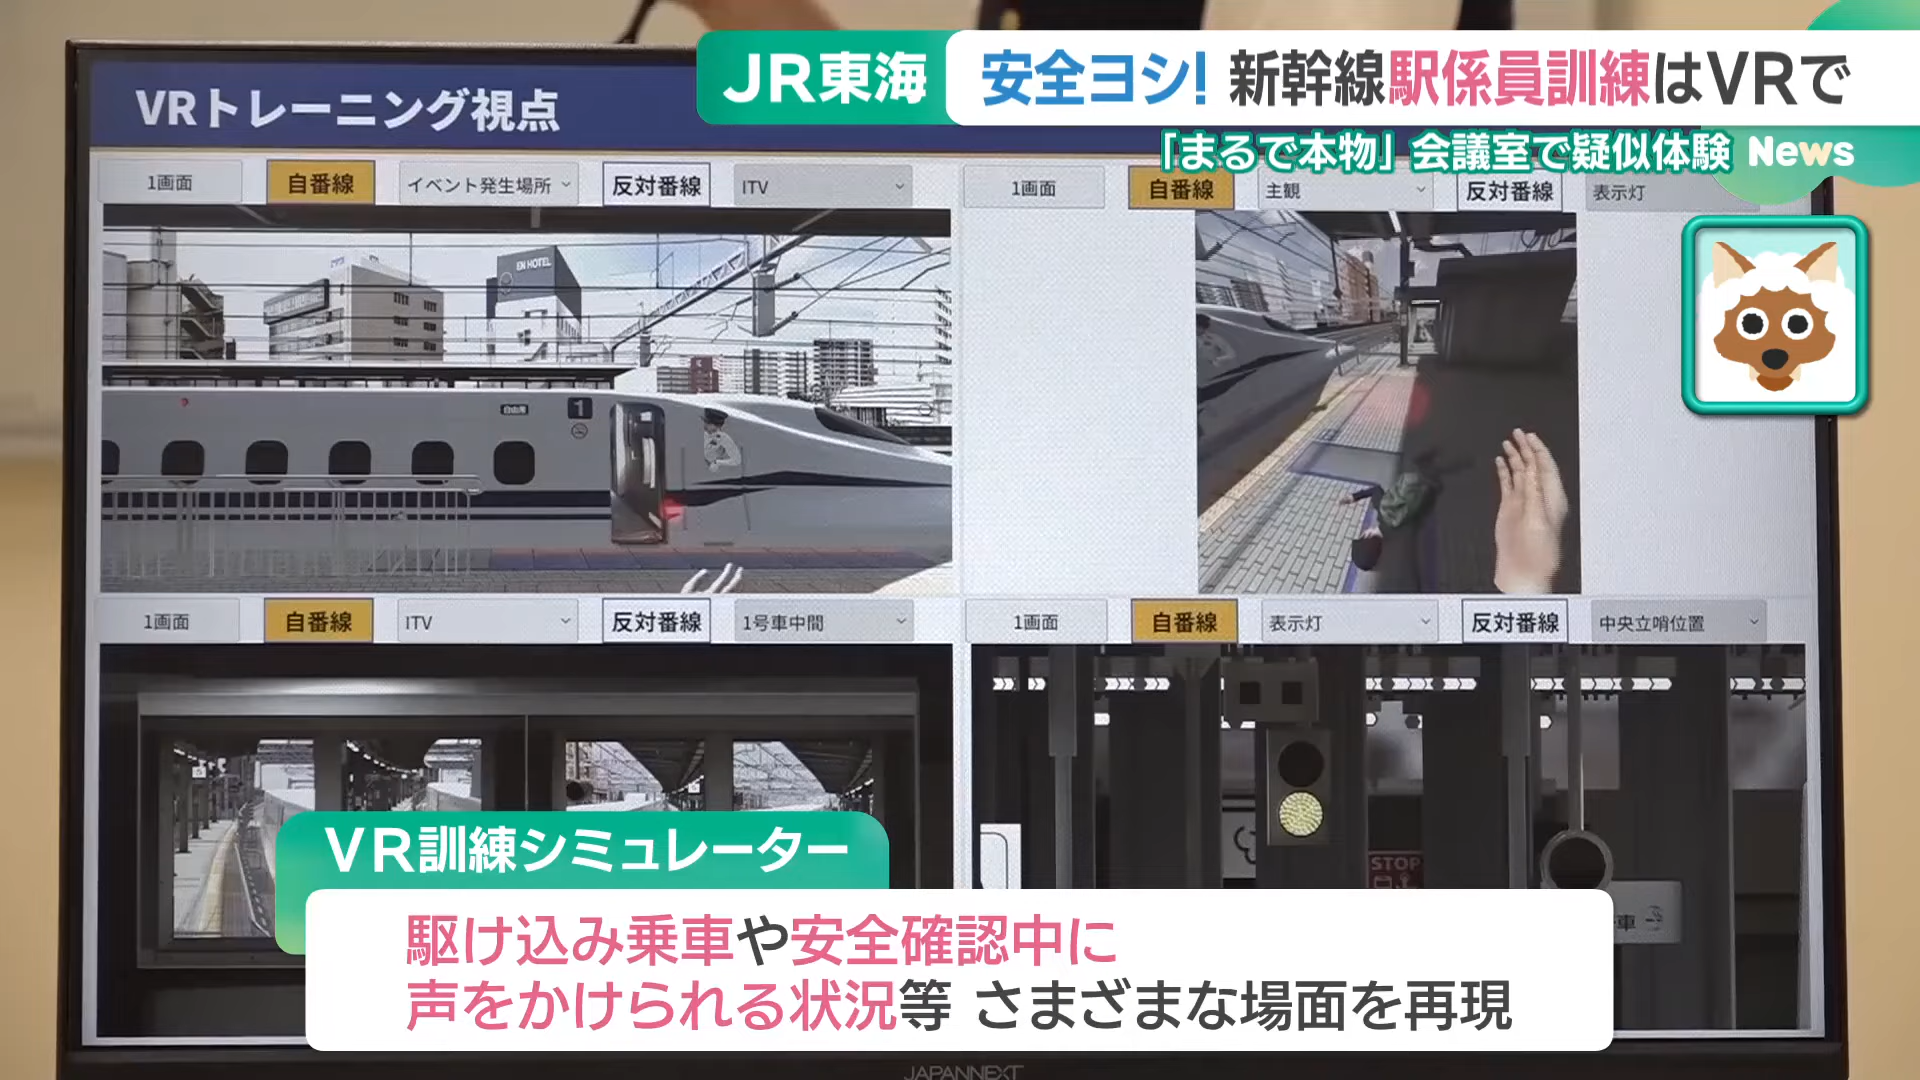 JR東海
安全ヨシ! 新幹線駅係員訓練はVRで
「まるで本物」会議室で疑似体験 News
VRトレーニング視点
1画面 自番線 イベント発生場所 反対番線 ITV
1画面 自番線 主観 反対番線 表示灯
EN HOTEL
自由席 1
1画面 自番線 ITV 反対番線 1号車中間
1画面 自番線 表示灯 反対番線 中央立哨位置
STOP
車
VR訓練シミュレーター
駆け込み乗車や安全確認中に
声をかけられる状況等 さまざまな場面を再現
JAPANNEXT